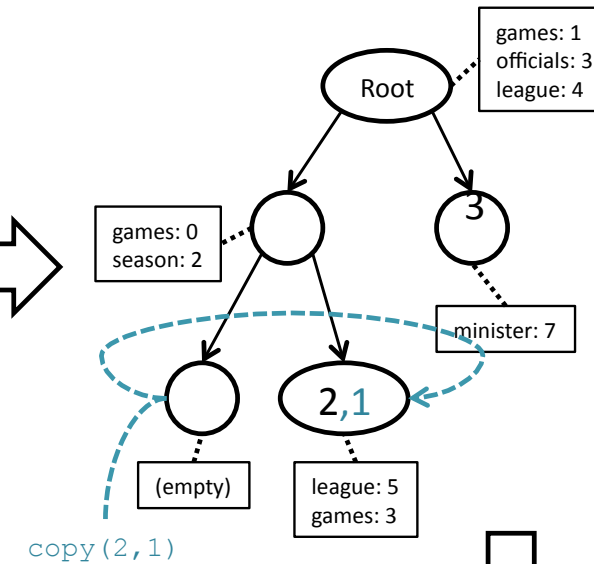 games: 1
officials: 3
league: 4
Root
games: 0
season: 2
3
minister: 7
2,1
(empty)
league: 5
games: 3
copy(2,1)